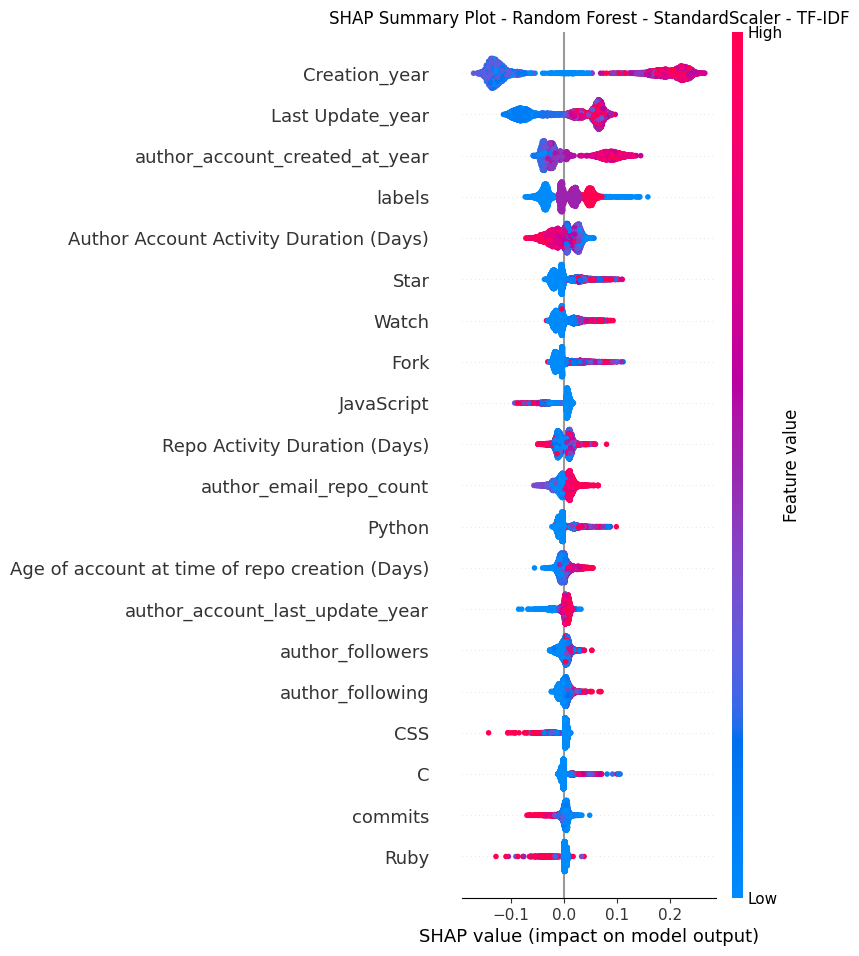 SHAP Summary Plot - Random Forest - StandardScaler - TF-IDF
High
Creation_year
Last Update_year
author_account_created_at_year
labels
Author Account Activity Duration (Days)
Star
Watch
Fork
JavaScript
Repo Activity Duration (Days)
author_email_repo_count
Python
Age of account at time of repo creation (Days)
author_account_last_update_year
author_followers
author_following
CSS
C
commits
Ruby
Feature value
Low
−0.1 0.0 0.1 0.2
SHAP value (impact on model output)